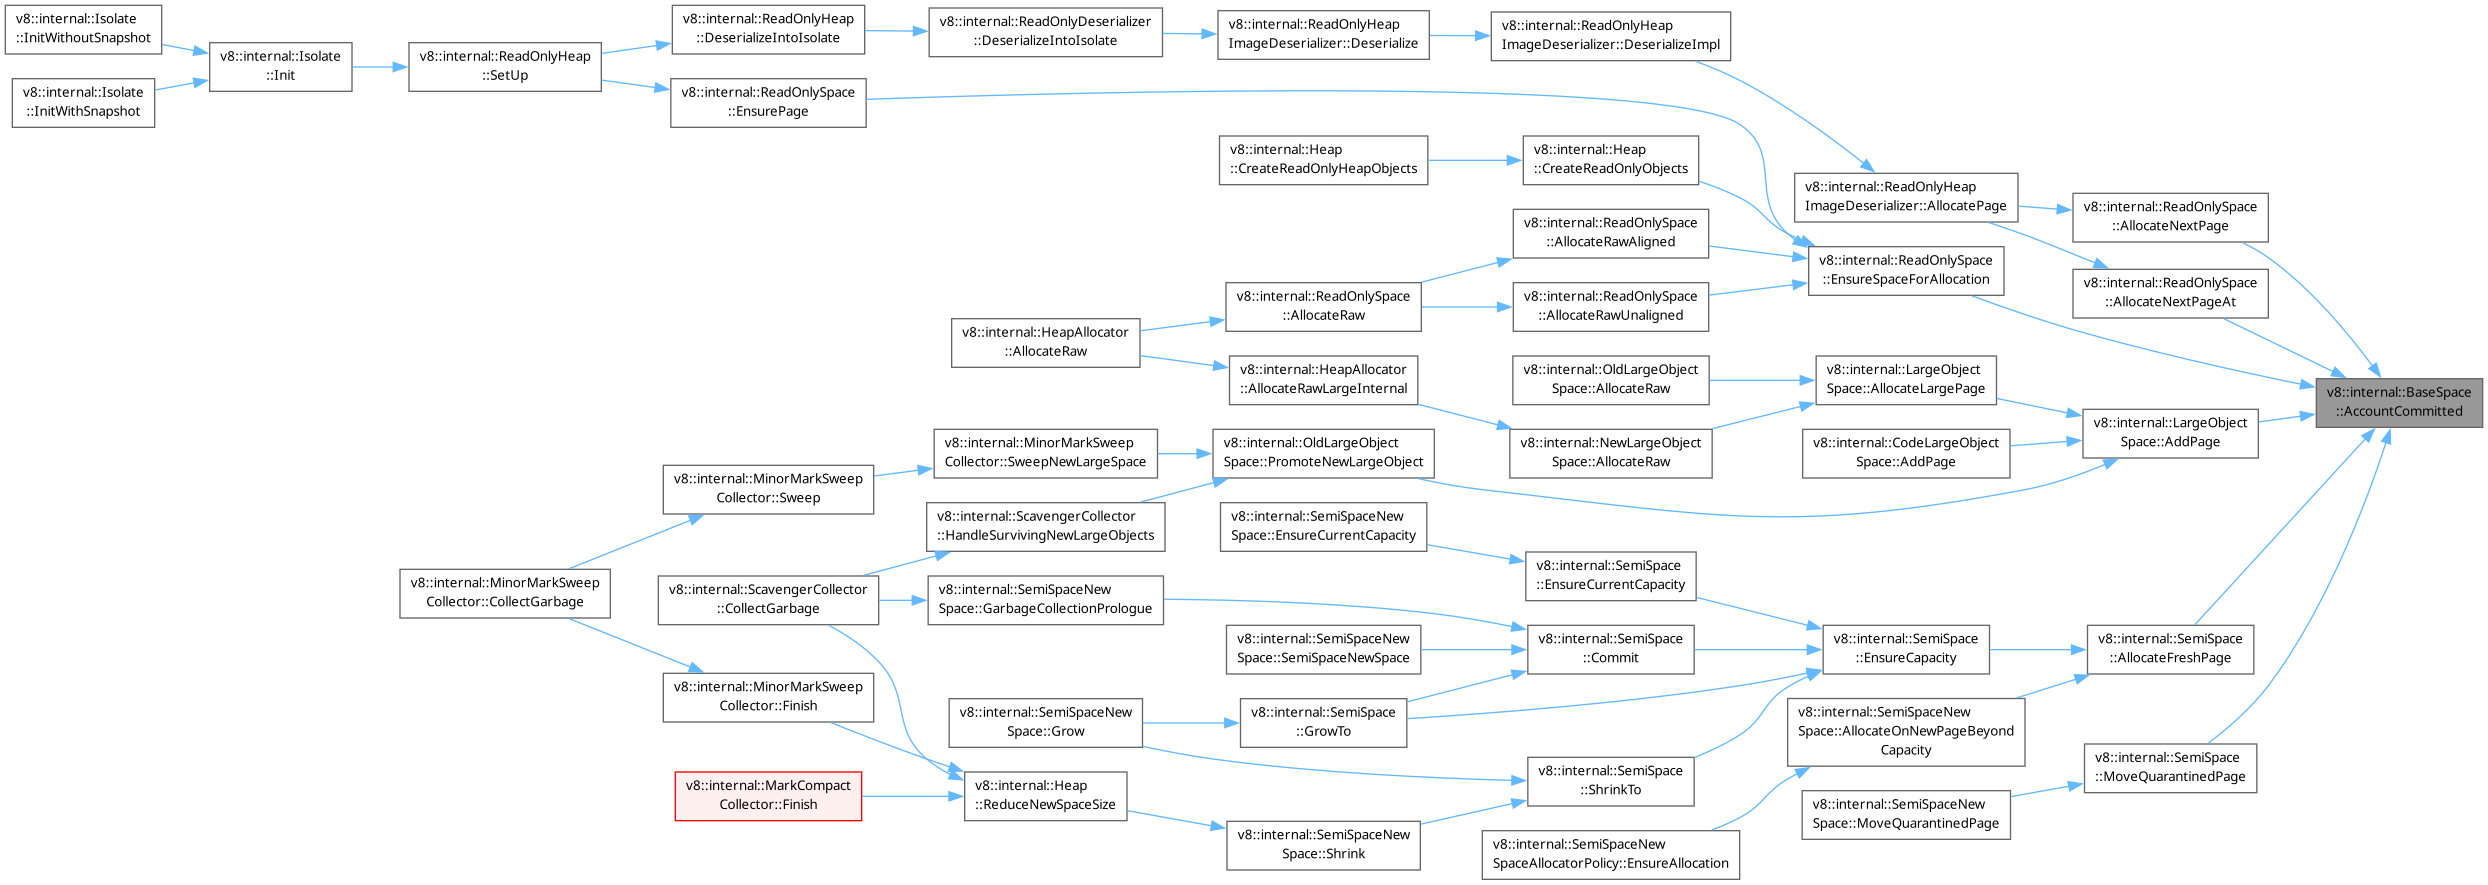 v8::internal::Isolate
::InitWithoutSnapshot
v8::internal::Isolate
::InitWithSnapshot
v8::internal::Isolate
::Init
v8::internal::ReadOnlyHeap
::SetUp
v8::internal::ReadOnlyHeap
::DeserializeIntoIsolate
v8::internal::ReadOnlySpace
::EnsurePage
v8::internal::ReadOnlyDeserializer
::DeserializeIntoIsolate
v8::internal::ReadOnlyHeap
ImageDeserializer::Deserialize
v8::internal::ReadOnlyHeap
ImageDeserializer::DeserializeImpl
v8::internal::Heap
::CreateReadOnlyHeapObjects
v8::internal::Heap
::CreateReadOnlyObjects
v8::internal::ReadOnlyHeap
ImageDeserializer::AllocatePage
v8::internal::ReadOnlySpace
::AllocateNextPage
v8::internal::ReadOnlySpace
::AllocateRawAligned
v8::internal::ReadOnlySpace
::EnsureSpaceForAllocation
v8::internal::ReadOnlySpace
::AllocateNextPageAt
v8::internal::ReadOnlySpace
::AllocateRaw
v8::internal::ReadOnlySpace
::AllocateRawUnaligned
v8::internal::HeapAllocator
::AllocateRaw
v8::internal::HeapAllocator
::AllocateRawLargeInternal
v8::internal::OldLargeObject
Space::AllocateRaw
v8::internal::LargeObject
Space::AllocateLargePage
v8::internal::BaseSpace
::AccountCommitted
v8::internal::MinorMarkSweep
Collector::SweepNewLargeSpace
v8::internal::OldLargeObject
Space::PromoteNewLargeObject
v8::internal::NewLargeObject
Space::AllocateRaw
v8::internal::CodeLargeObject
Space::AddPage
v8::internal::LargeObject
Space::AddPage
v8::internal::MinorMarkSweep
Collector::Sweep
v8::internal::ScavengerCollector
::HandleSurvivingNewLargeObjects
v8::internal::SemiSpaceNew
Space::EnsureCurrentCapacity
v8::internal::SemiSpace
::EnsureCurrentCapacity
v8::internal::MinorMarkSweep
Collector::CollectGarbage
v8::internal::ScavengerCollector
::CollectGarbage
v8::internal::SemiSpaceNew
Space::GarbageCollectionPrologue
v8::internal::SemiSpaceNew
Space::SemiSpaceNewSpace
v8::internal::SemiSpace
::Commit
v8::internal::SemiSpace
::EnsureCapacity
v8::internal::SemiSpace
::AllocateFreshPage
v8::internal::MinorMarkSweep
Collector::Finish
v8::internal::SemiSpaceNew
Space::Grow
v8::internal::SemiSpace
::GrowTo
v8::internal::SemiSpaceNew
Space::AllocateOnNewPageBeyond
Capacity
v8::internal::SemiSpace
::MoveQuarantinedPage
v8::internal::MarkCompact
Collector::Finish
v8::internal::Heap
::ReduceNewSpaceSize
v8::internal::SemiSpace
::ShrinkTo
v8::internal::SemiSpaceNew
Space::MoveQuarantinedPage
v8::internal::SemiSpaceNew
Space::Shrink
v8::internal::SemiSpaceNew
SpaceAllocatorPolicy::EnsureAllocation